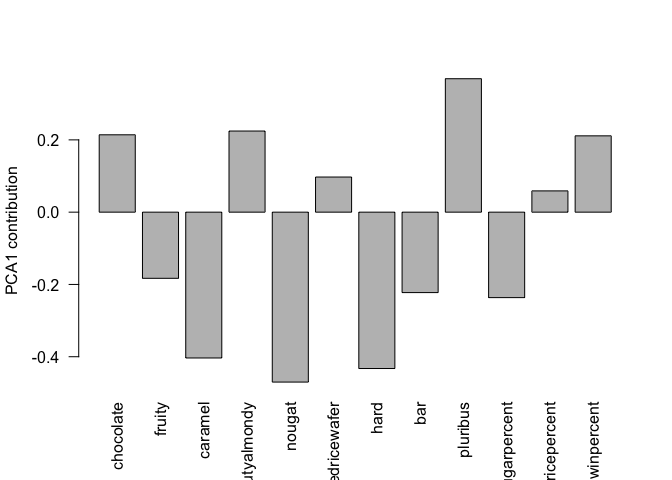 0.2
0.0
-0.2
-0.4
PCA1 contribution
chocolate
fruity
caramel
utyalmondy
nougat
edricewafer
hard
bar
pluribus
garpercent
ricepercent
winpercent